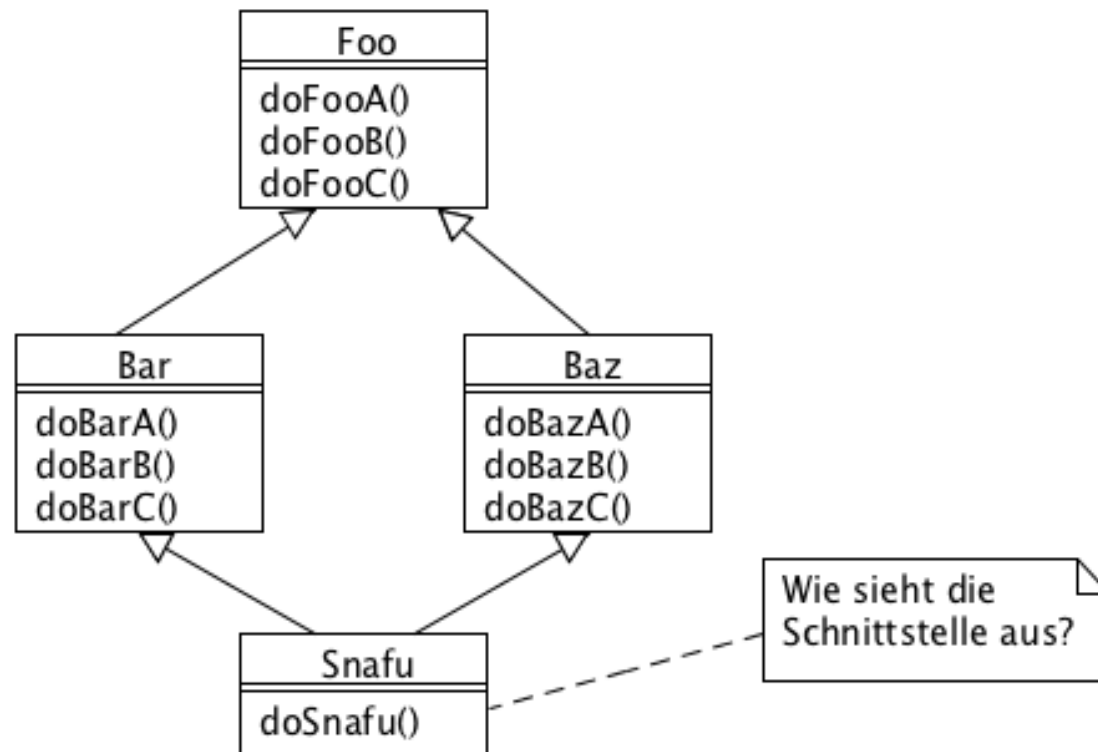 Foo
doFooA()
doFooB()
doFooC()
Bar
doBarA()
doBarB()
doBarC()
Baz
doBazA()
doBazB()
doBazC()
Snafu
doSnafu()
Wie sieht die
Schnittstelle aus?